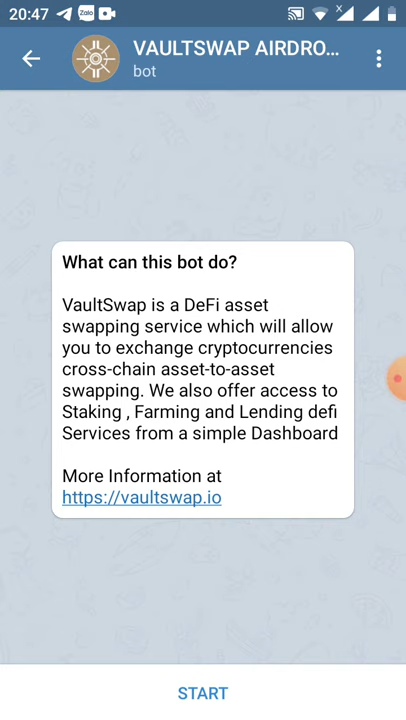 20:47
Zalo
VAULTSWAP AIRDRO...
bot
What can this bot do?
VaultSwap is a DeFi asset
swapping service which will allow
you to exchange cryptocurrencies
cross-chain asset-to-asset
swapping. We also offer access to
Staking , Farming and Lending defi
Services from a simple Dashboard
More Information at
https://vaultswap.io
START